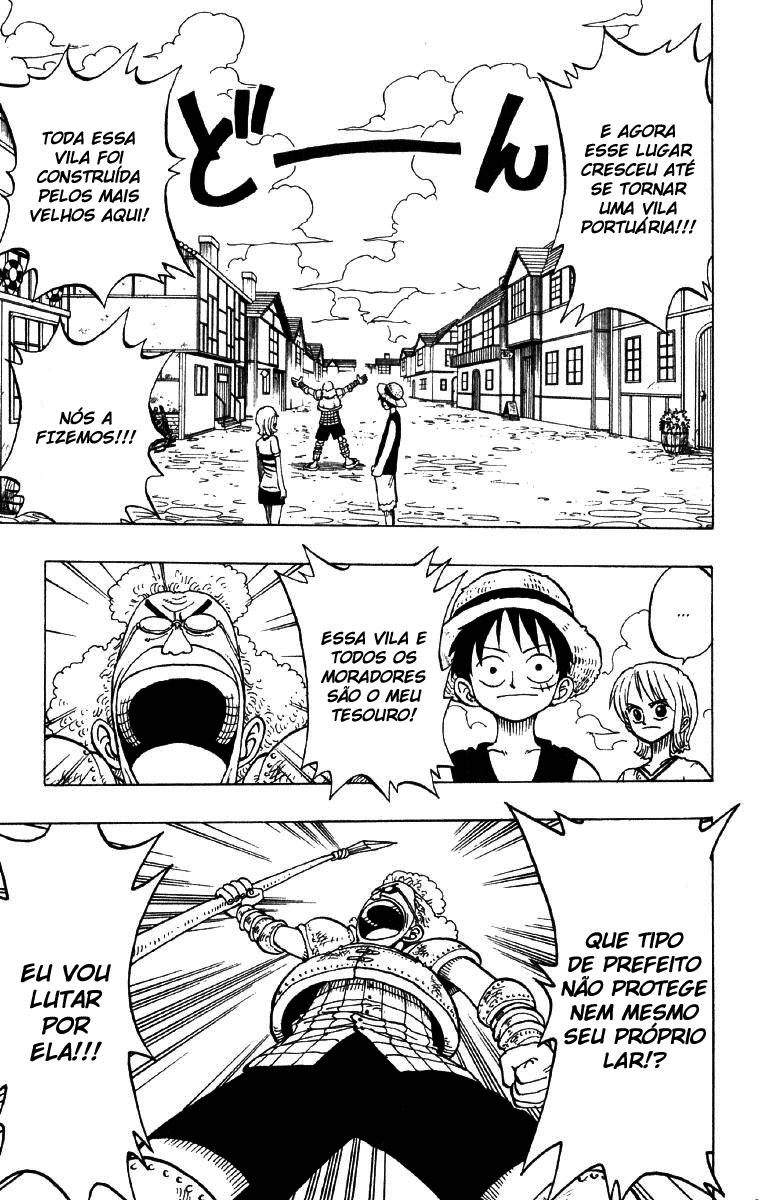 どーん
E AGORA
ESSE LUGAR
CRESCEU ATÉ
SE TORNAR
UMA VILA
PORTUÁRIA!!!
TODA ESSA
VILA FOI
CONSTRUÍDA
PELOS MAIS
VELHOS AQUI!
NÓS A
FIZEMOS!!!
...
ESSA VILA E
TODOS OS
MORADORES
SÃO O MEU
TESOURO!
QUE TIPO
DE PREFEITO
NÃO PROTEGE
NEM MESMO
SEU PRÓPRIO
LAR!?
EU VOU
LUTAR
POR
ELA!!!